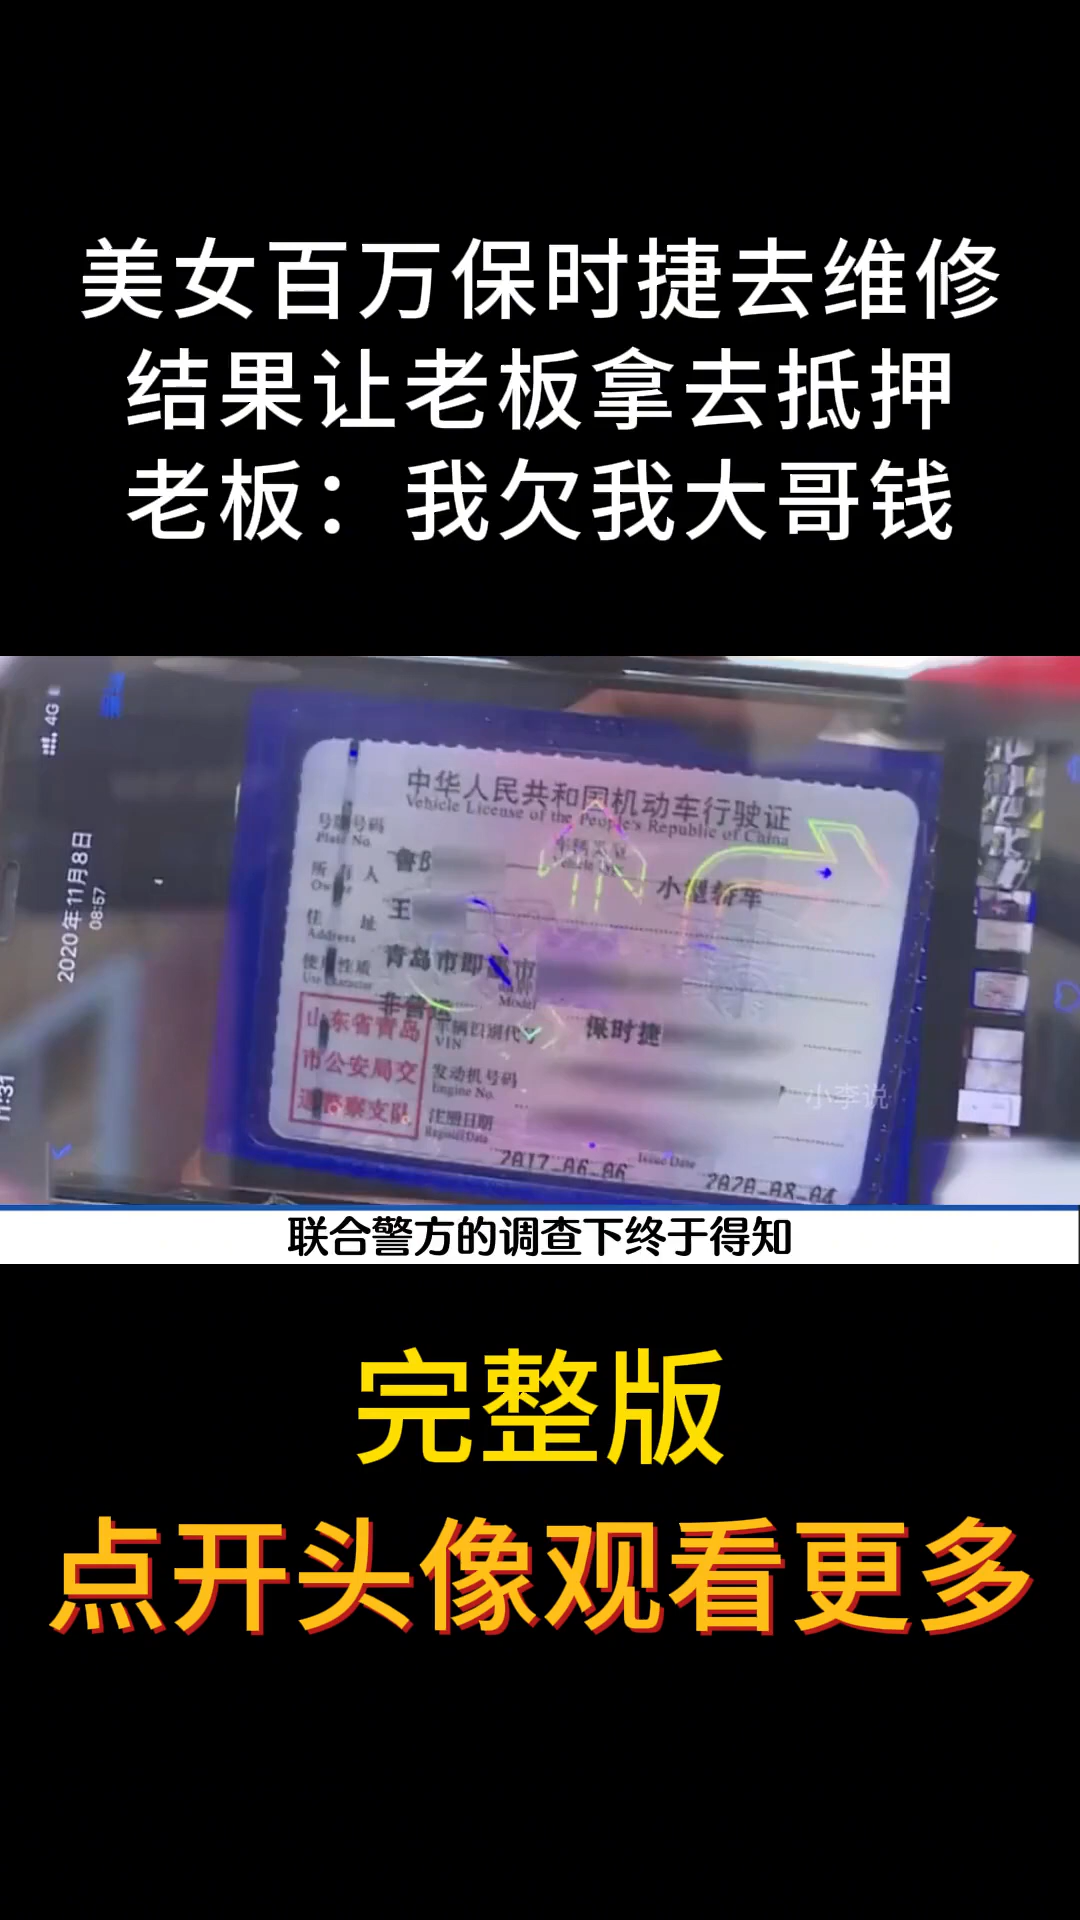 美女百万保时捷去维修
结果让老板拿去抵押
老板：我欠我大哥钱
4G
2020年11月8日
08:57
11:31
中华人民共和国机动车行驶证
Vehicle License of the People's Republic of China
号牌号码
Plate No.
鲁B
车辆类型
Vehicle Type
小型轿车
所有人
Owner
王
住址
Address
青岛市即墨市
使用性质
Use Character
非营运
Model
保时捷
山东省青岛
市公安局交
通警察支队
车辆识别代号
VIN
发动机号码
Engine No.
注册日期
Register Date
2017-06-06
Issue Date
2020-08-04
小李说
联合警方的调查下终于得知
完整版
点开头像观看更多